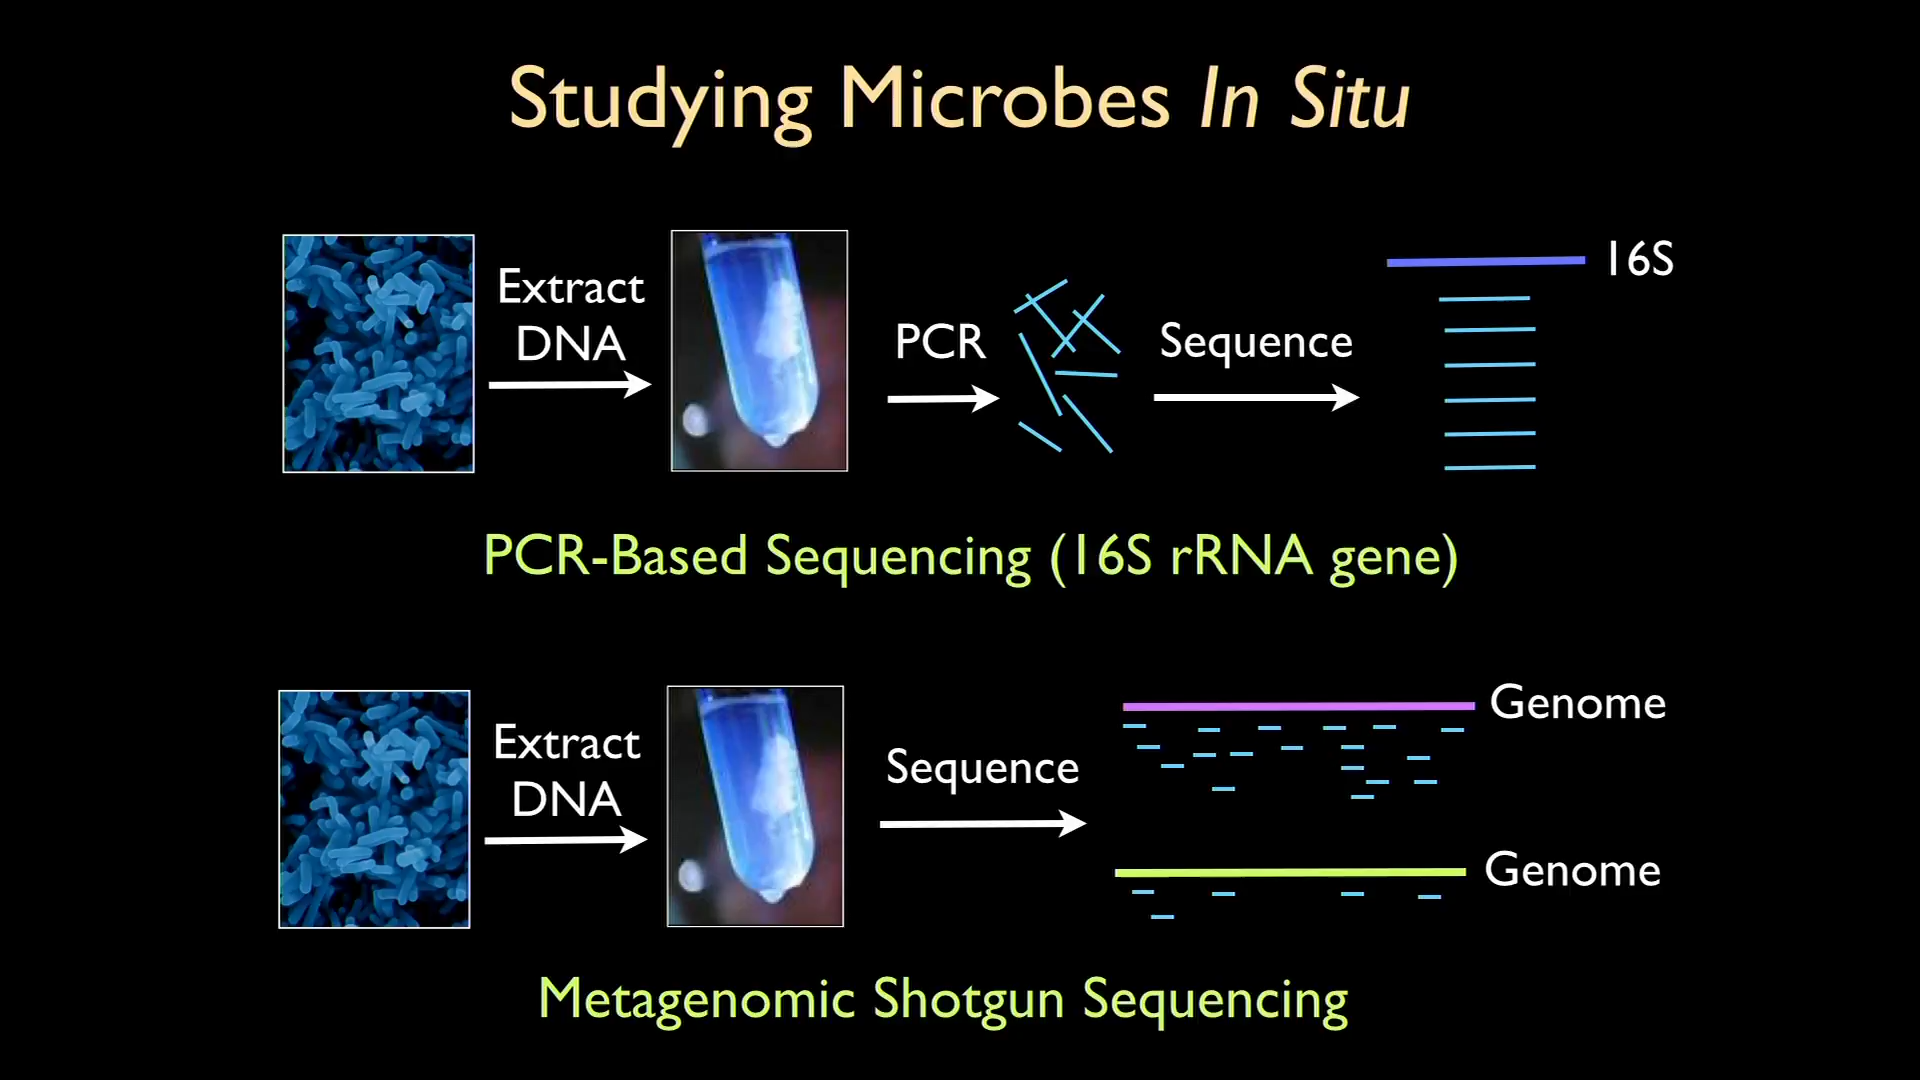 Studying Microbes In Situ
Extract
DNA
PCR
Sequence
16S
PCR-Based Sequencing (16S rRNA gene)
Extract
DNA
Sequence
Genome
Genome
Metagenomic Shotgun Sequencing